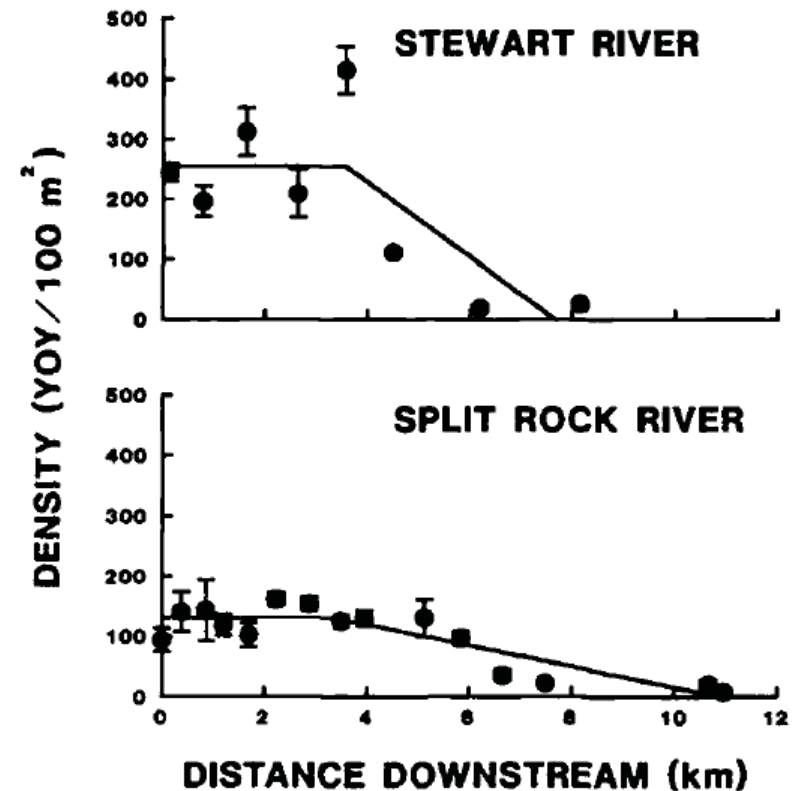 500
STEWART RIVER
400
300
200
100
0
DENSITY (YOY/100 m²)
500
SPLIT ROCK RIVER
400
300
200
100
0
0 2 4 6 8 10 12
DISTANCE DOWNSTREAM (km)